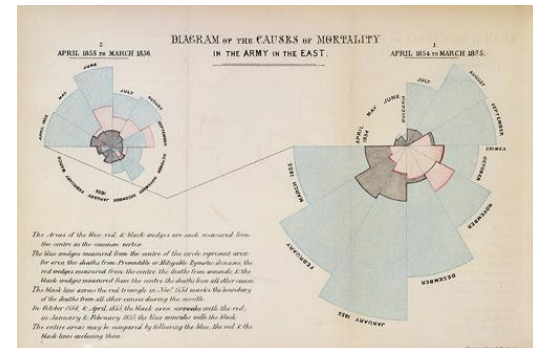 DIAGRAM OF THE CAUSES OF MORTALITY
IN THE ARMY IN THE EAST.
2.
APRIL 1855 TO MARCH 1856.
1.
APRIL 1854 TO MARCH 1855.
APRIL 1855
MAY
JUNE
JULY
AUGUST
SEPTEMBER
OCTOBER
NOVEMBER
DECEMBER
JANUARY 1856
FEBRUARY
MARCH
APRIL 1854
MAY
JUNE
BULGARIA
JULY
AUGUST
SEPTEMBER
CRIMEA
OCTOBER
NOVEMBER
DECEMBER
JANUARY 1855
FEBRUARY
MARCH 1855
The Areas of the blue, red, & black wedges are each measured from
the centre as the common vertex.
The blue wedges measured from the centre of the circle represent area
for area the deaths from Preventible or Mitigable Zymotic diseases, the
red wedges measured from the centre the deaths from wounds, & the
black wedges measured from the centre the deaths from all other causes.
The black line across the red triangle in Nov.r 1854 marks the boundary
of the deaths from all other causes during the month.
In October 1854, & April 1855, the black area coincides with the red,
in January & February 1855, the blue coincides with the black.
The entire areas may be compared by following the blue, the red & the
black lines enclosing them.